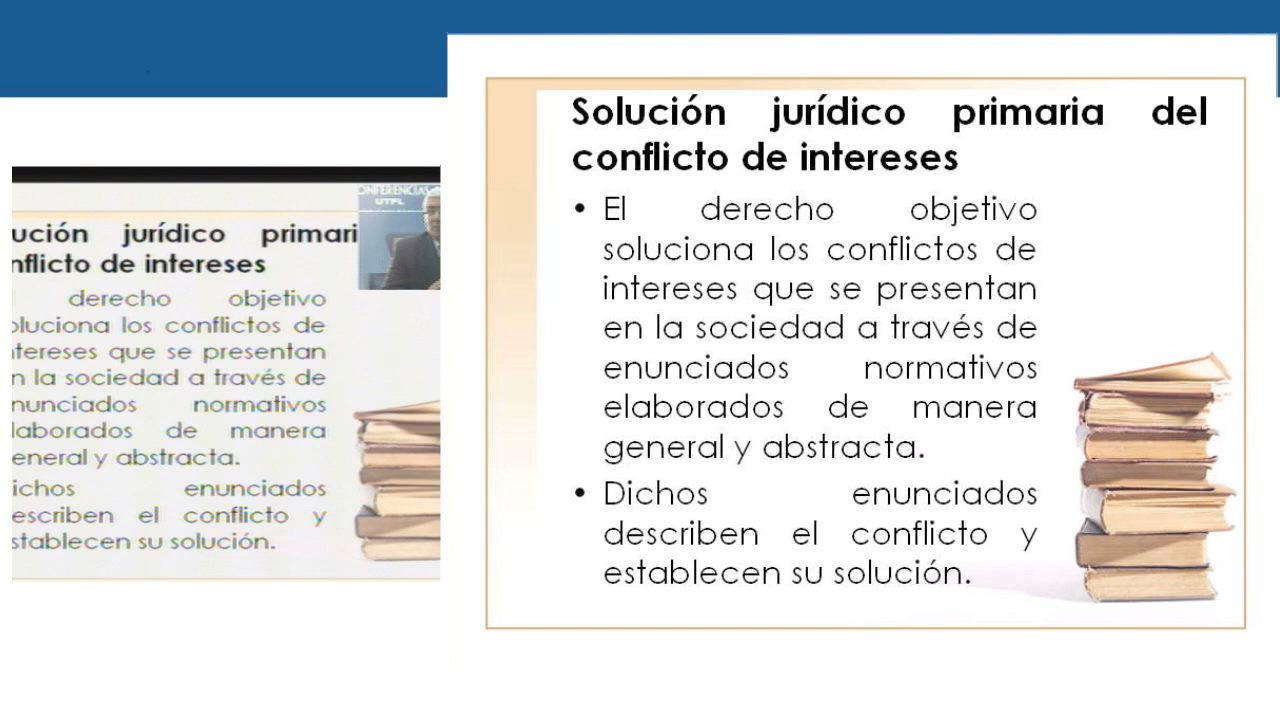 Solución jurídico primaria del
conflicto de intereses
• El derecho objetivo
soluciona los conflictos de
intereses que se presentan
en la sociedad a través de
enunciados normativos
elaborados de manera
general y abstracta.
• Dichos enunciados
describen el conflicto y
establecen su solución.
ONFERENCIAS
UTPL
ución jurídico primari
nflicto de intereses
derecho objetivo
oluciona los conflictos de
tereses que se presentan
n la sociedad a través de
nunciados normativos
laborados de manera
eneral y abstracta.
ichos enunciados
escriben el conflicto y
stablecen su solución.